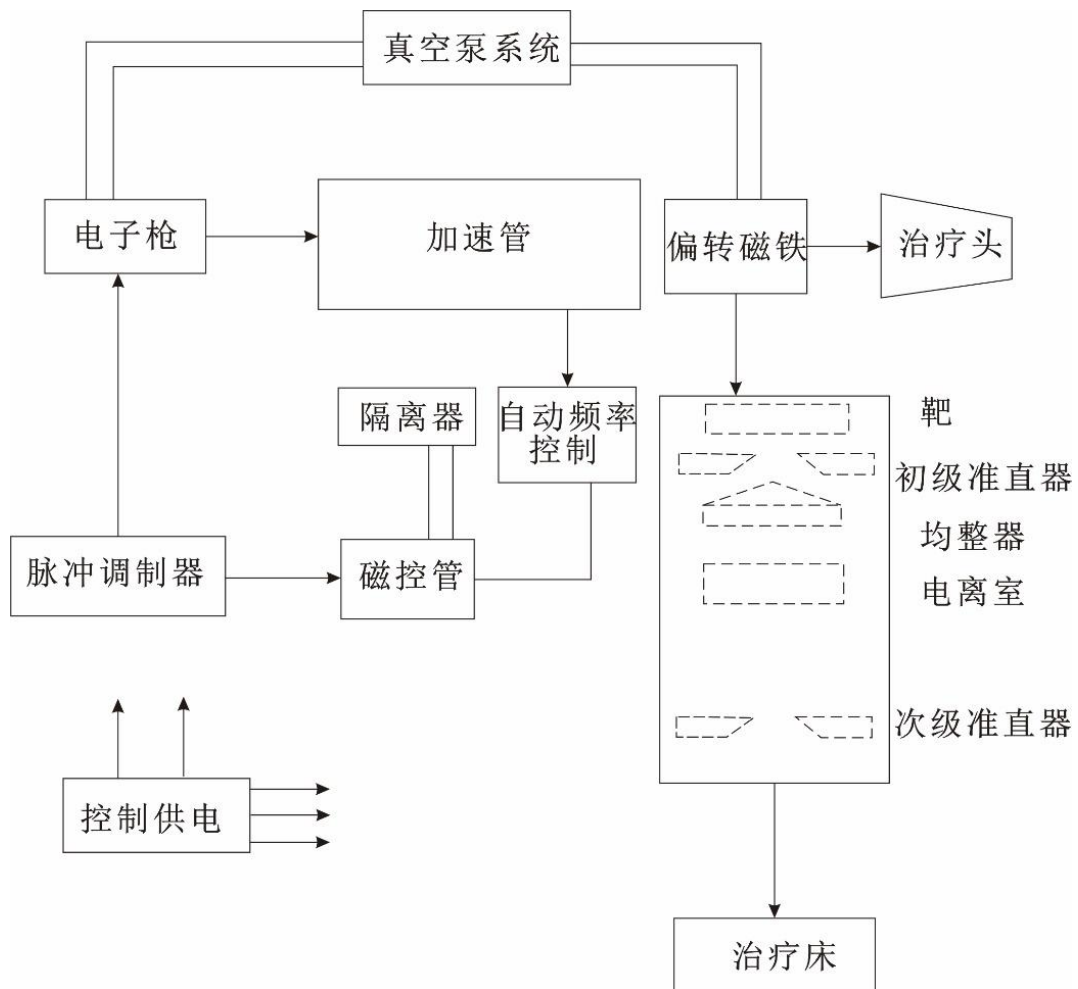 真空泵系统
电子枪
加速管
偏转磁铁
治疗头
隔离器
自动频率
控制
靶
初级准直器
均整器
电离室
脉冲调制器
磁控管
次级准直器
控制供电
治疗床